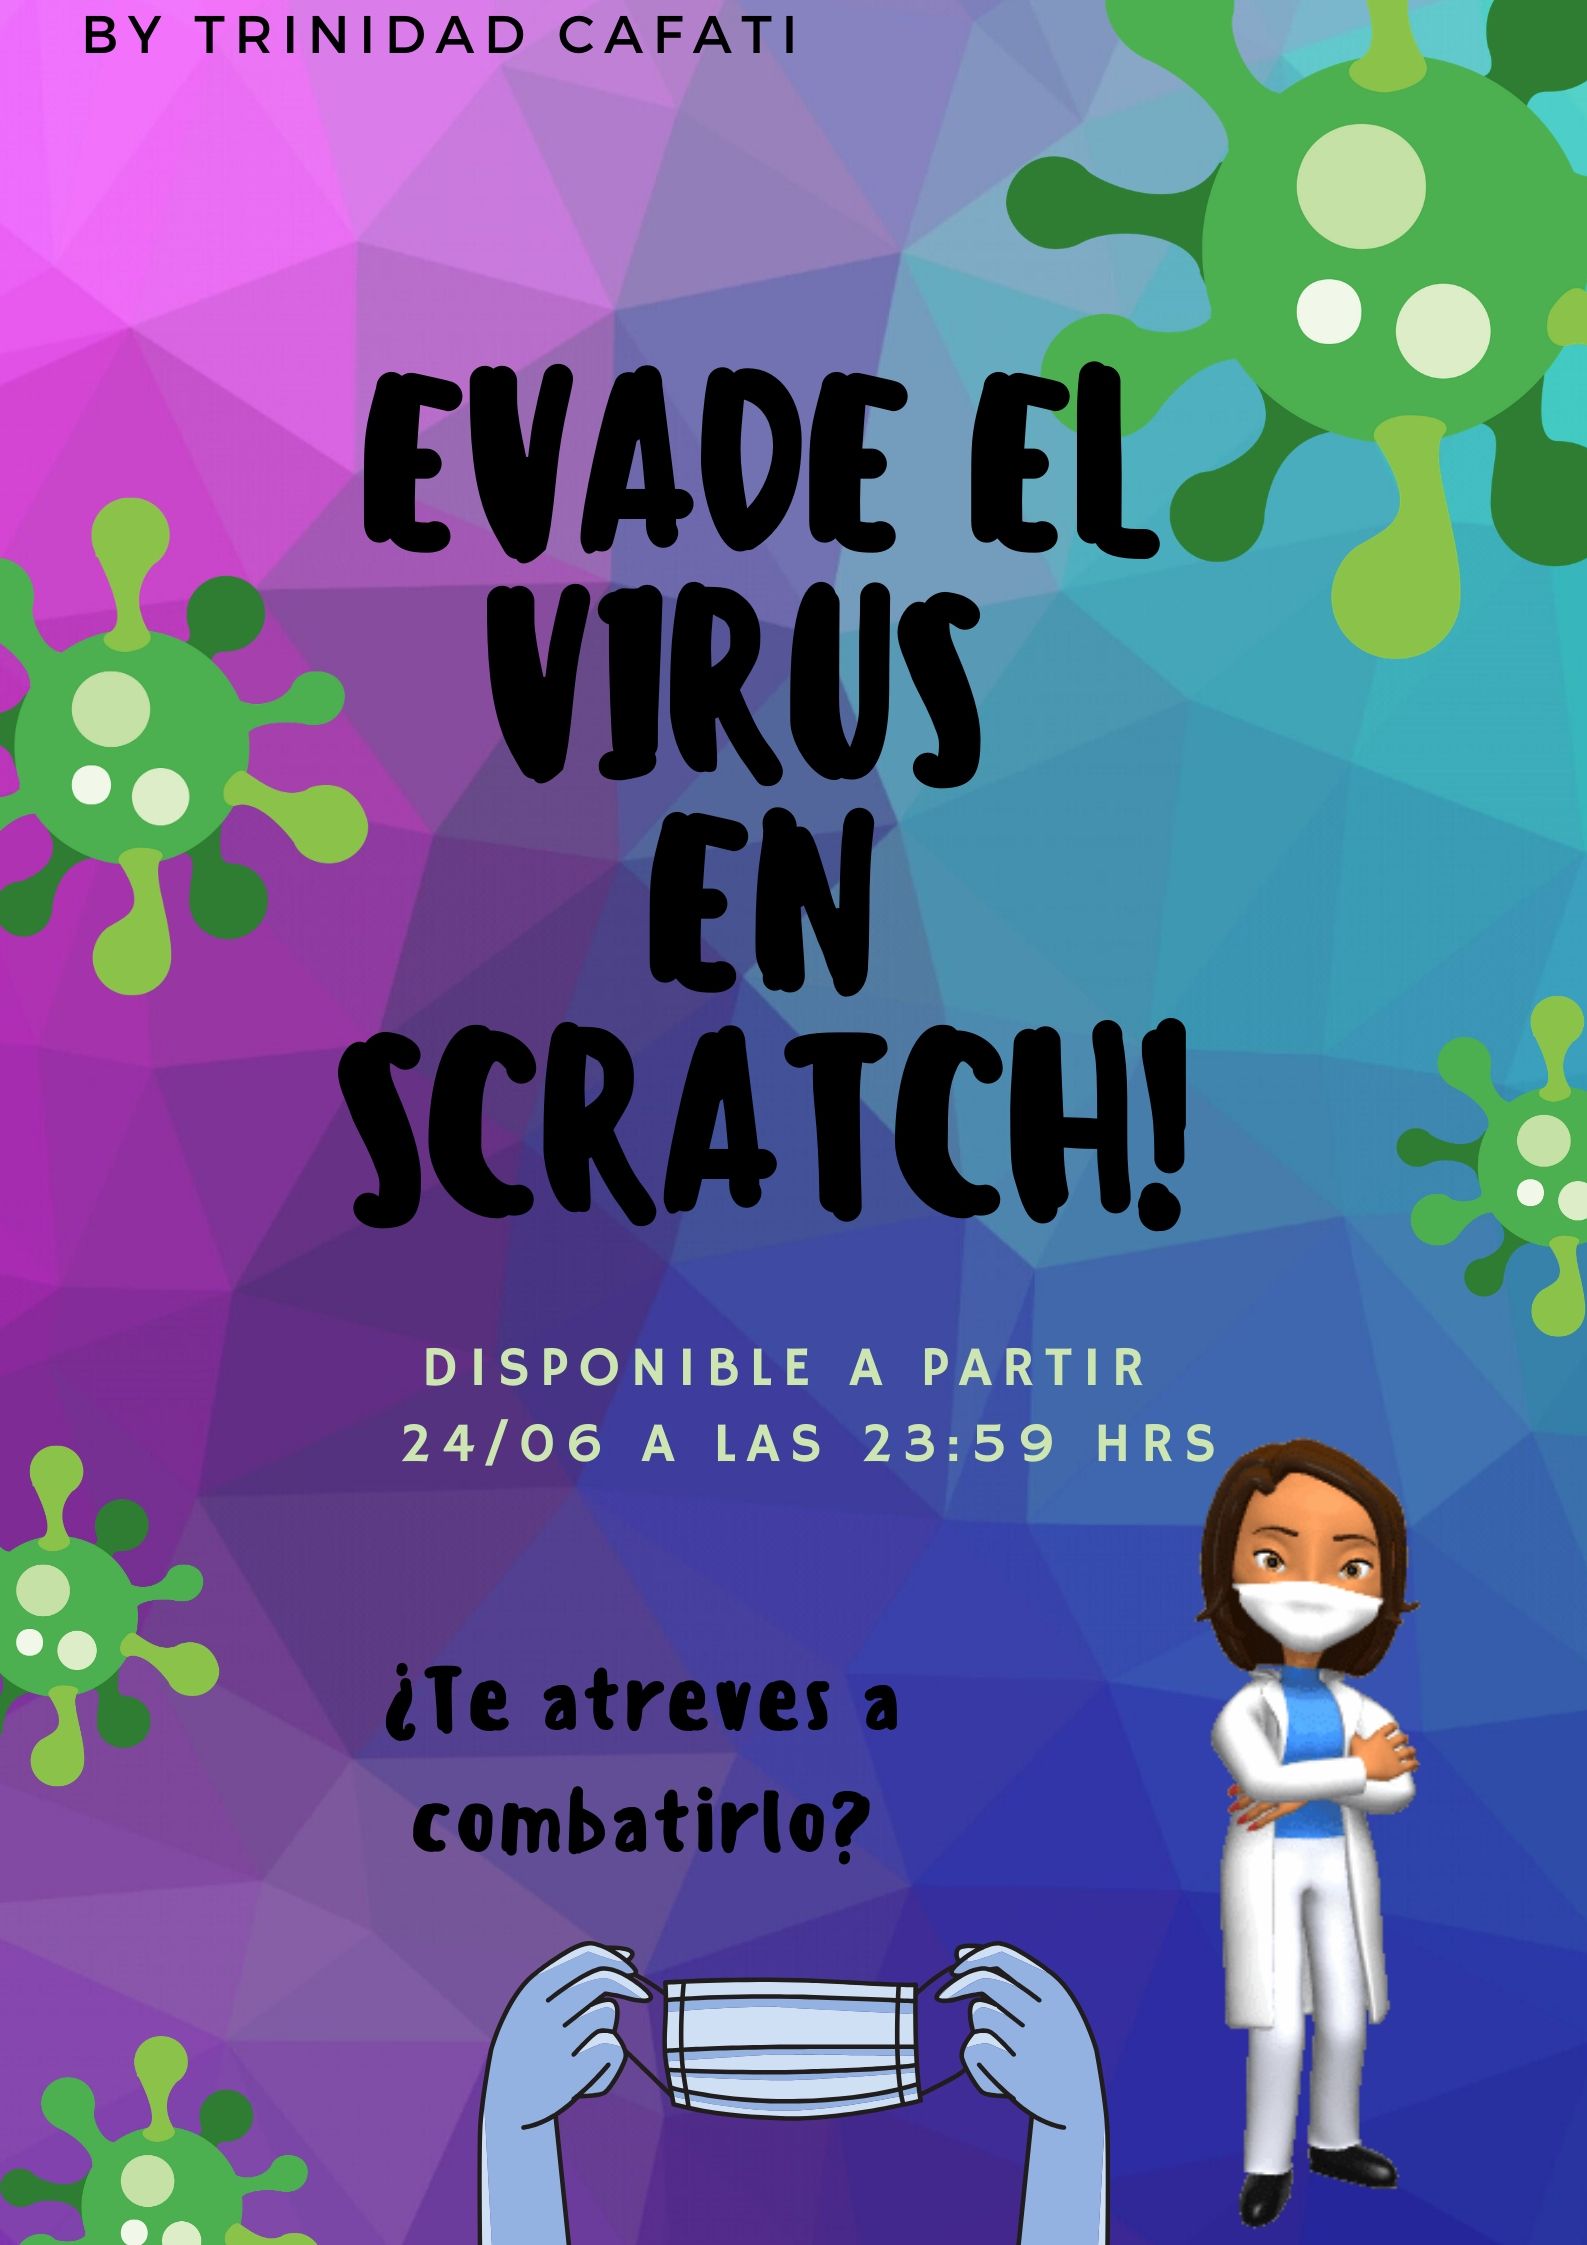 BY TRINIDAD CAFATI
EVADE EL
VIRUS
EN
SCRATCH!
DISPONIBLE A PARTIR
24/06 A LAS 23:59 HRS
¿Te atreves a
combatirlo?